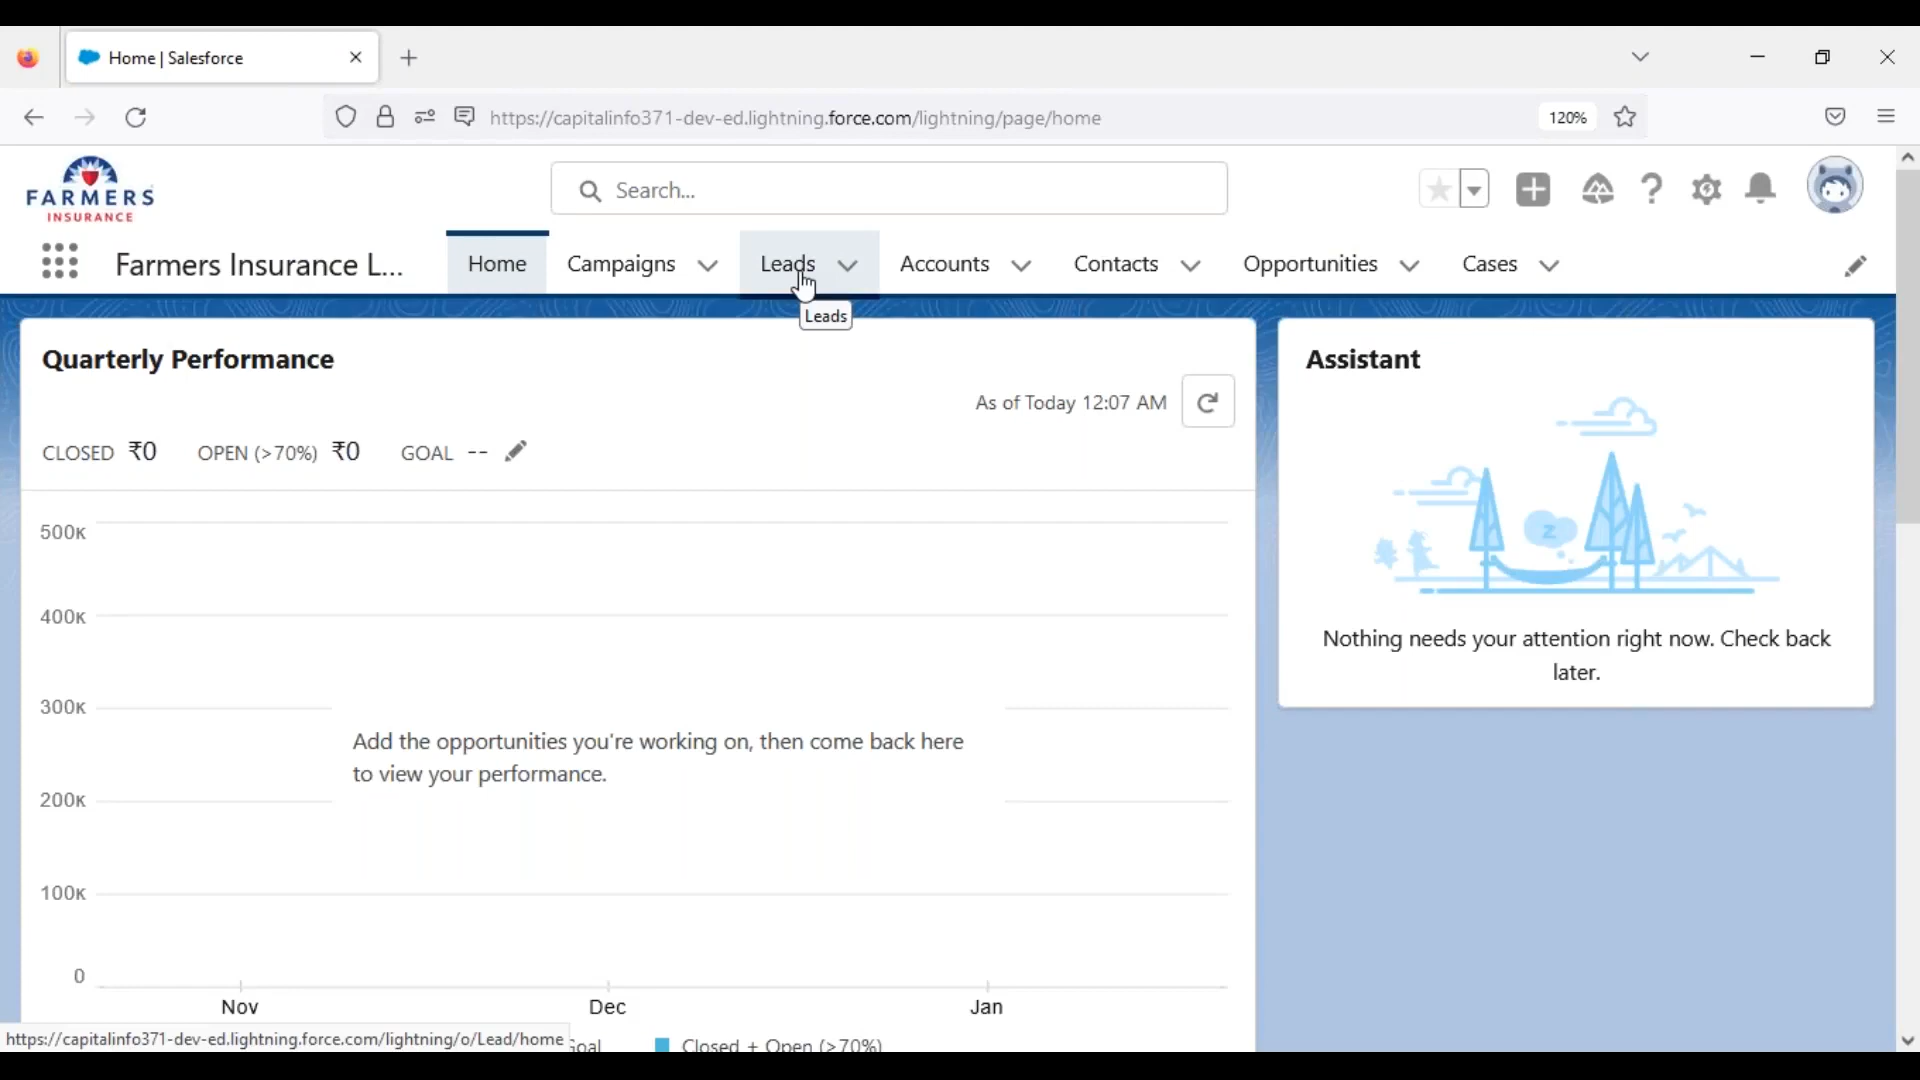 Home | Salesforce
https://capitalinfo371-dev-ed.lightning.force.com/lightning/page/home
120%
FARMERS
INSURANCE
Search...
Farmers Insurance L...
Home
Campaigns
Leads
Accounts
Contacts
Opportunities
Cases
Leads
Quarterly Performance
As of Today 12:07 AM
CLOSED ₹0 OPEN (>70%) ₹0 GOAL --
500K
400K
300K
200K
100K
0
Add the opportunities you're working on, then come back here
to view your performance.
Nov Dec Jan
Goal
Closed + Open (>70%)
Assistant
z
Nothing needs your attention right now. Check back
later.
https://capitalinfo371-dev-ed.lightning.force.com/lightning/o/Lead/home